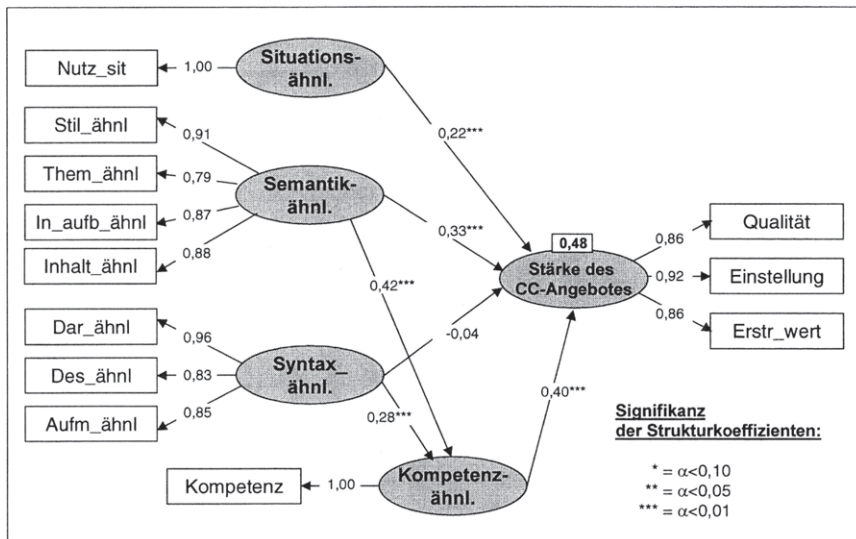 Nutz_sit
1,00
Situations-
ähnl.
Stil_ähnl
0,91
0,22***
Them_ähnl
0,79
Semantik-
ähnl.
In_aufb_ähnl
0,87
0,33***
0,48
0,86
Qualität
Inhalt_ähnl
0,88
Stärke des
CC-Angebotes
0,92
Einstellung
0,42***
Dar_ähnl
0,96
-0,04
0,86
Erstr_wert
Des_ähnl
0,83
Syntax_
ähnl.
Aufm_ähnl
0,85
0,28***
0,40***
Signifikanz
der Strukturkoeffizienten:
Kompetenz
1,00
Kompetenz-
ähnl.
* = α<0,10
** = α<0,05
*** = α<0,01